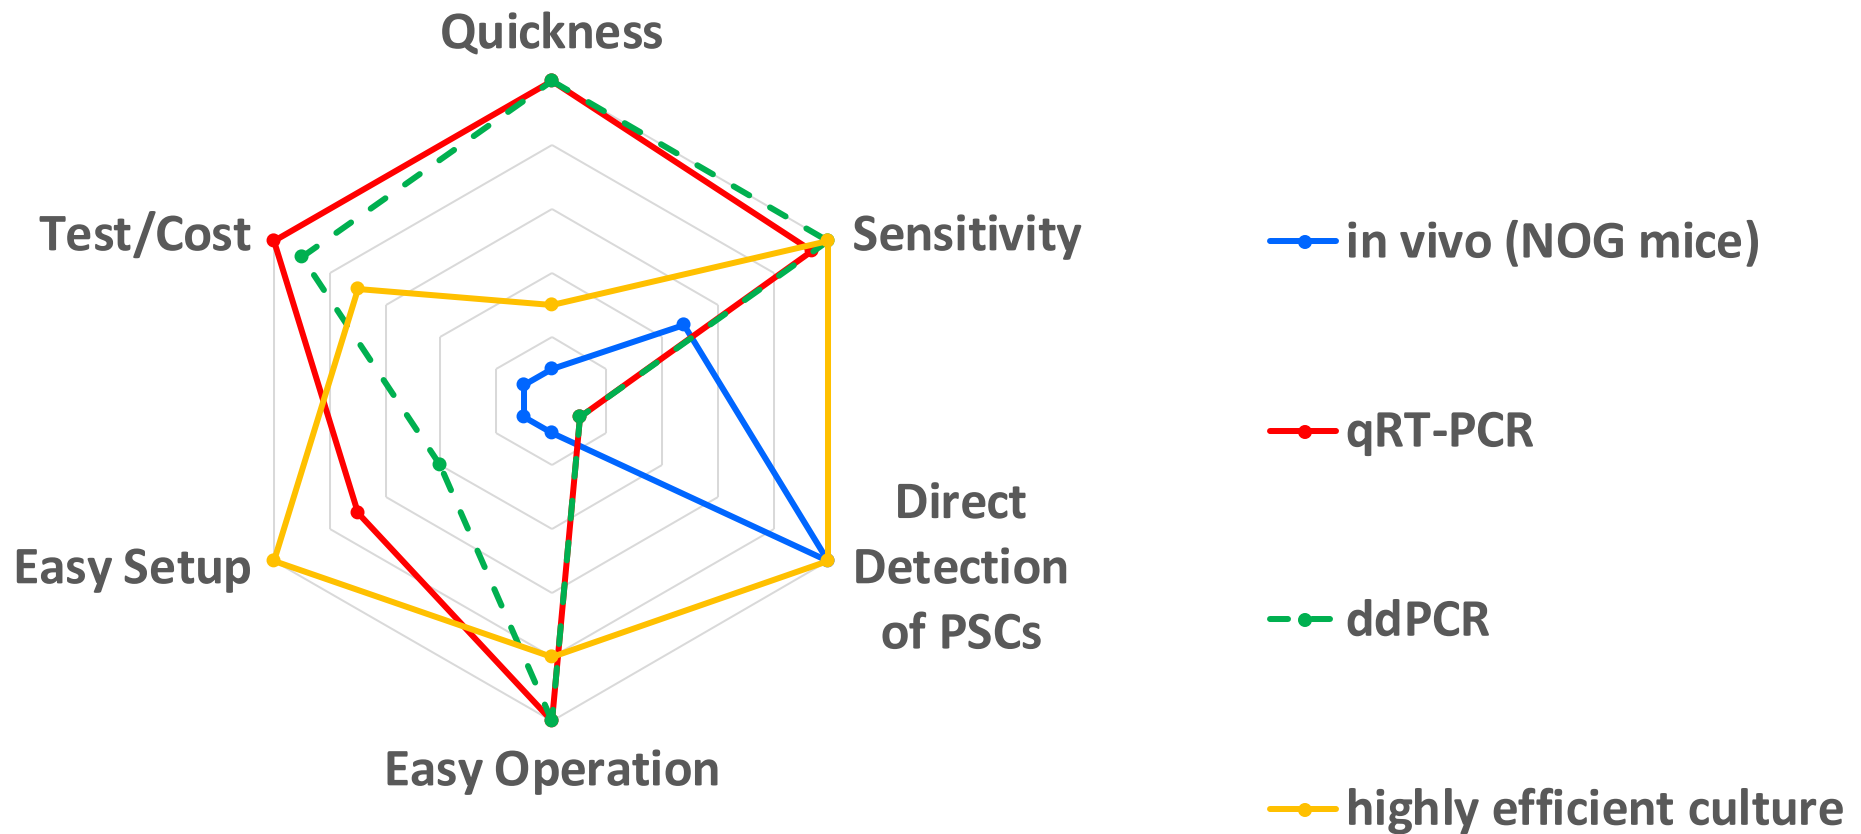 Quickness
Test/Cost
Sensitivity
Direct
Detection
of PSCs
Easy Setup
Easy Operation
in vivo (NOG mice)
qRT-PCR
ddPCR
highly efficient culture